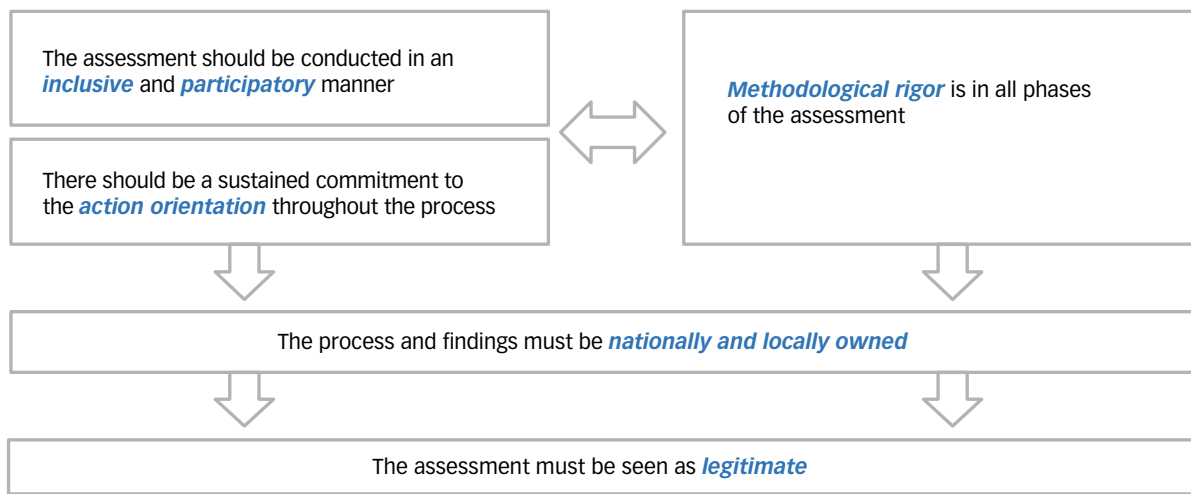 The assessment should be conducted in an
inclusive and participatory manner
There should be a sustained commitment to
the action orientation throughout the process
Methodological rigor is in all phases
of the assessment
The process and findings must be nationally and locally owned
The assessment must be seen as legitimate